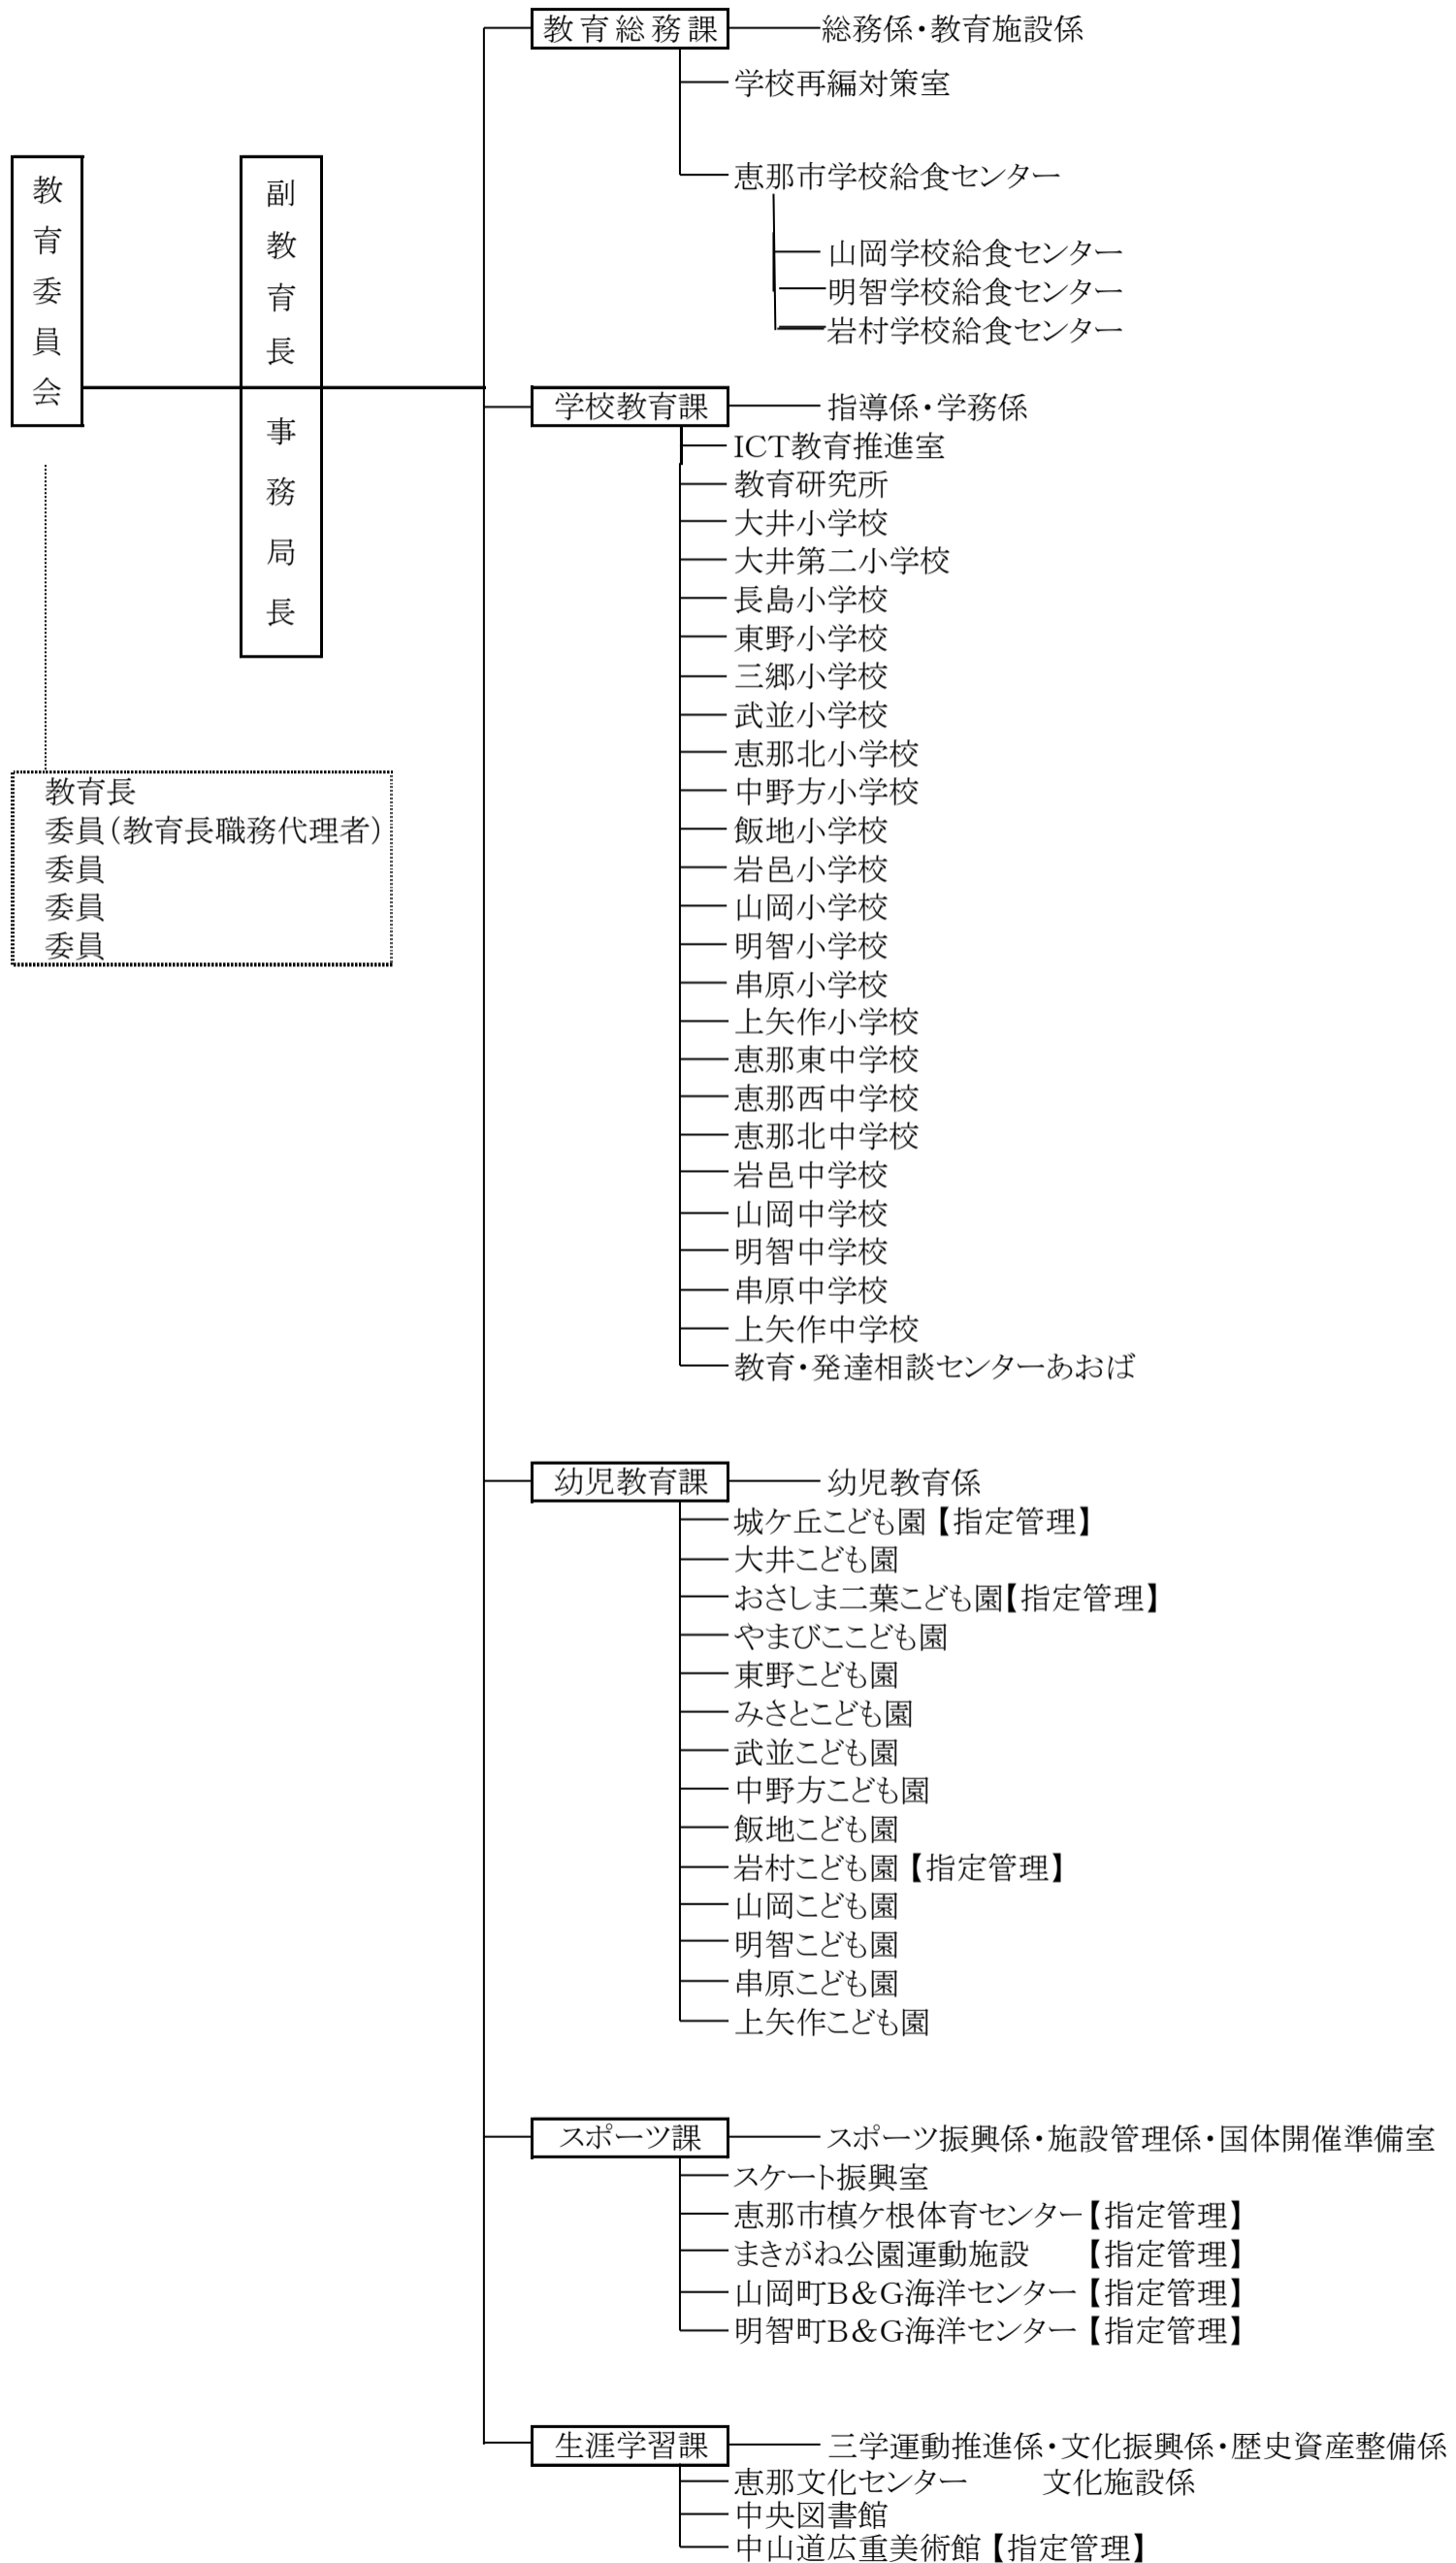 教育委員会
副教育長
事務局長
教育長
委員（教育長職務代理者）
委員
委員
委員
教育総務課　総務係・教育施設係
学校再編対策室
恵那市学校給食センター
山岡学校給食センター
明智学校給食センター
岩村学校給食センター
学校教育課　指導係・学務係
ICT教育推進室
教育研究所
大井小学校
大井第二小学校
長島小学校
東野小学校
三郷小学校
武並小学校
恵那北小学校
中野方小学校
飯地小学校
岩邑小学校
山岡小学校
明智小学校
串原小学校
上矢作小学校
恵那東中学校
恵那西中学校
恵那北中学校
岩邑中学校
山岡中学校
明智中学校
串原中学校
上矢作中学校
教育・発達相談センターあおば
幼児教育課　幼児教育係
城ケ丘こども園【指定管理】
大井こども園
おさしま二葉こども園【指定管理】
やまびここども園
東野こども園
みさとこども園
武並こども園
中野方こども園
飯地こども園
岩村こども園【指定管理】
山岡こども園
明智こども園
串原こども園
上矢作こども園
スポーツ課　スポーツ振興係・施設管理係・国体開催準備室
スケート振興室
恵那市槙ケ根体育センター【指定管理】
まきがね公園運動施設　【指定管理】
山岡町B&G海洋センター【指定管理】
明智町B&G海洋センター【指定管理】
生涯学習課　三学運動推進係・文化振興係・歴史資産整備係
恵那文化センター　文化施設係
中央図書館
中山道広重美術館【指定管理】